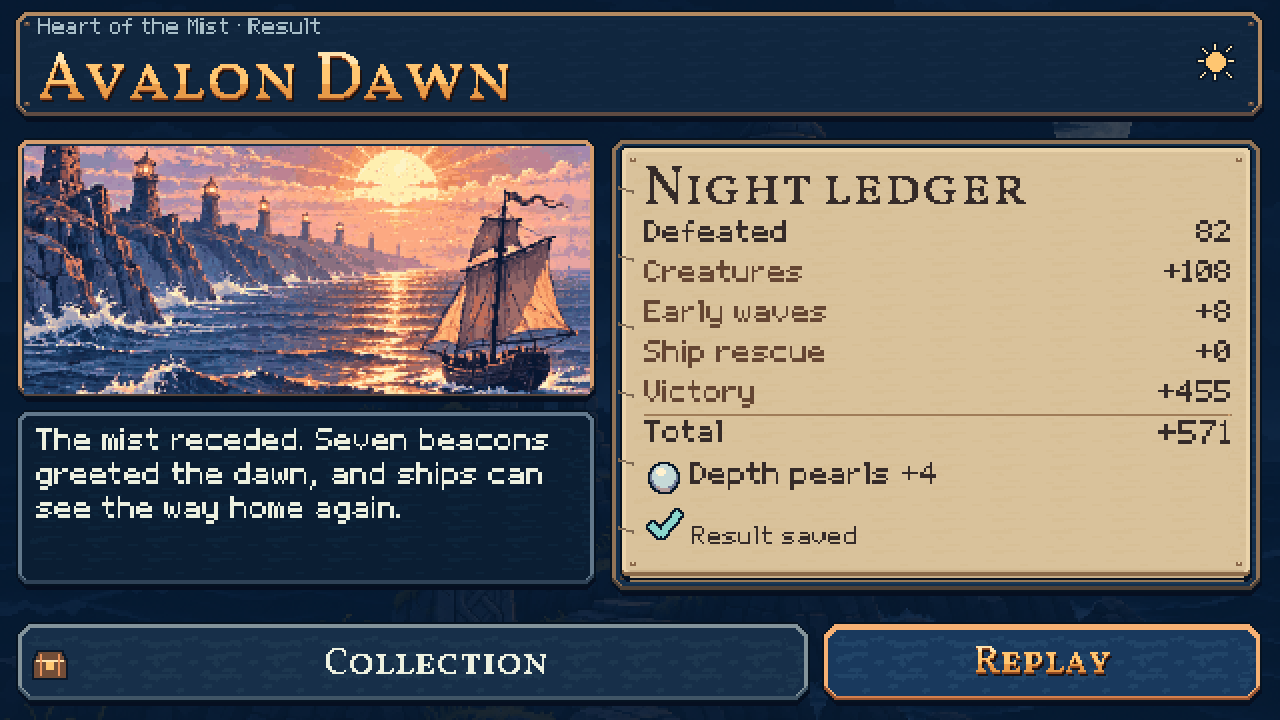 Heart of the Mist · Result
Avalon Dawn
The mist receded. Seven beacons
greeted the dawn, and ships can
see the way home again.
Night ledger
Defeated 82
Creatures +108
Early waves +8
Ship rescue +0
Victory +455
Total +571
Depth pearls +4
Result saved
Collection
Replay